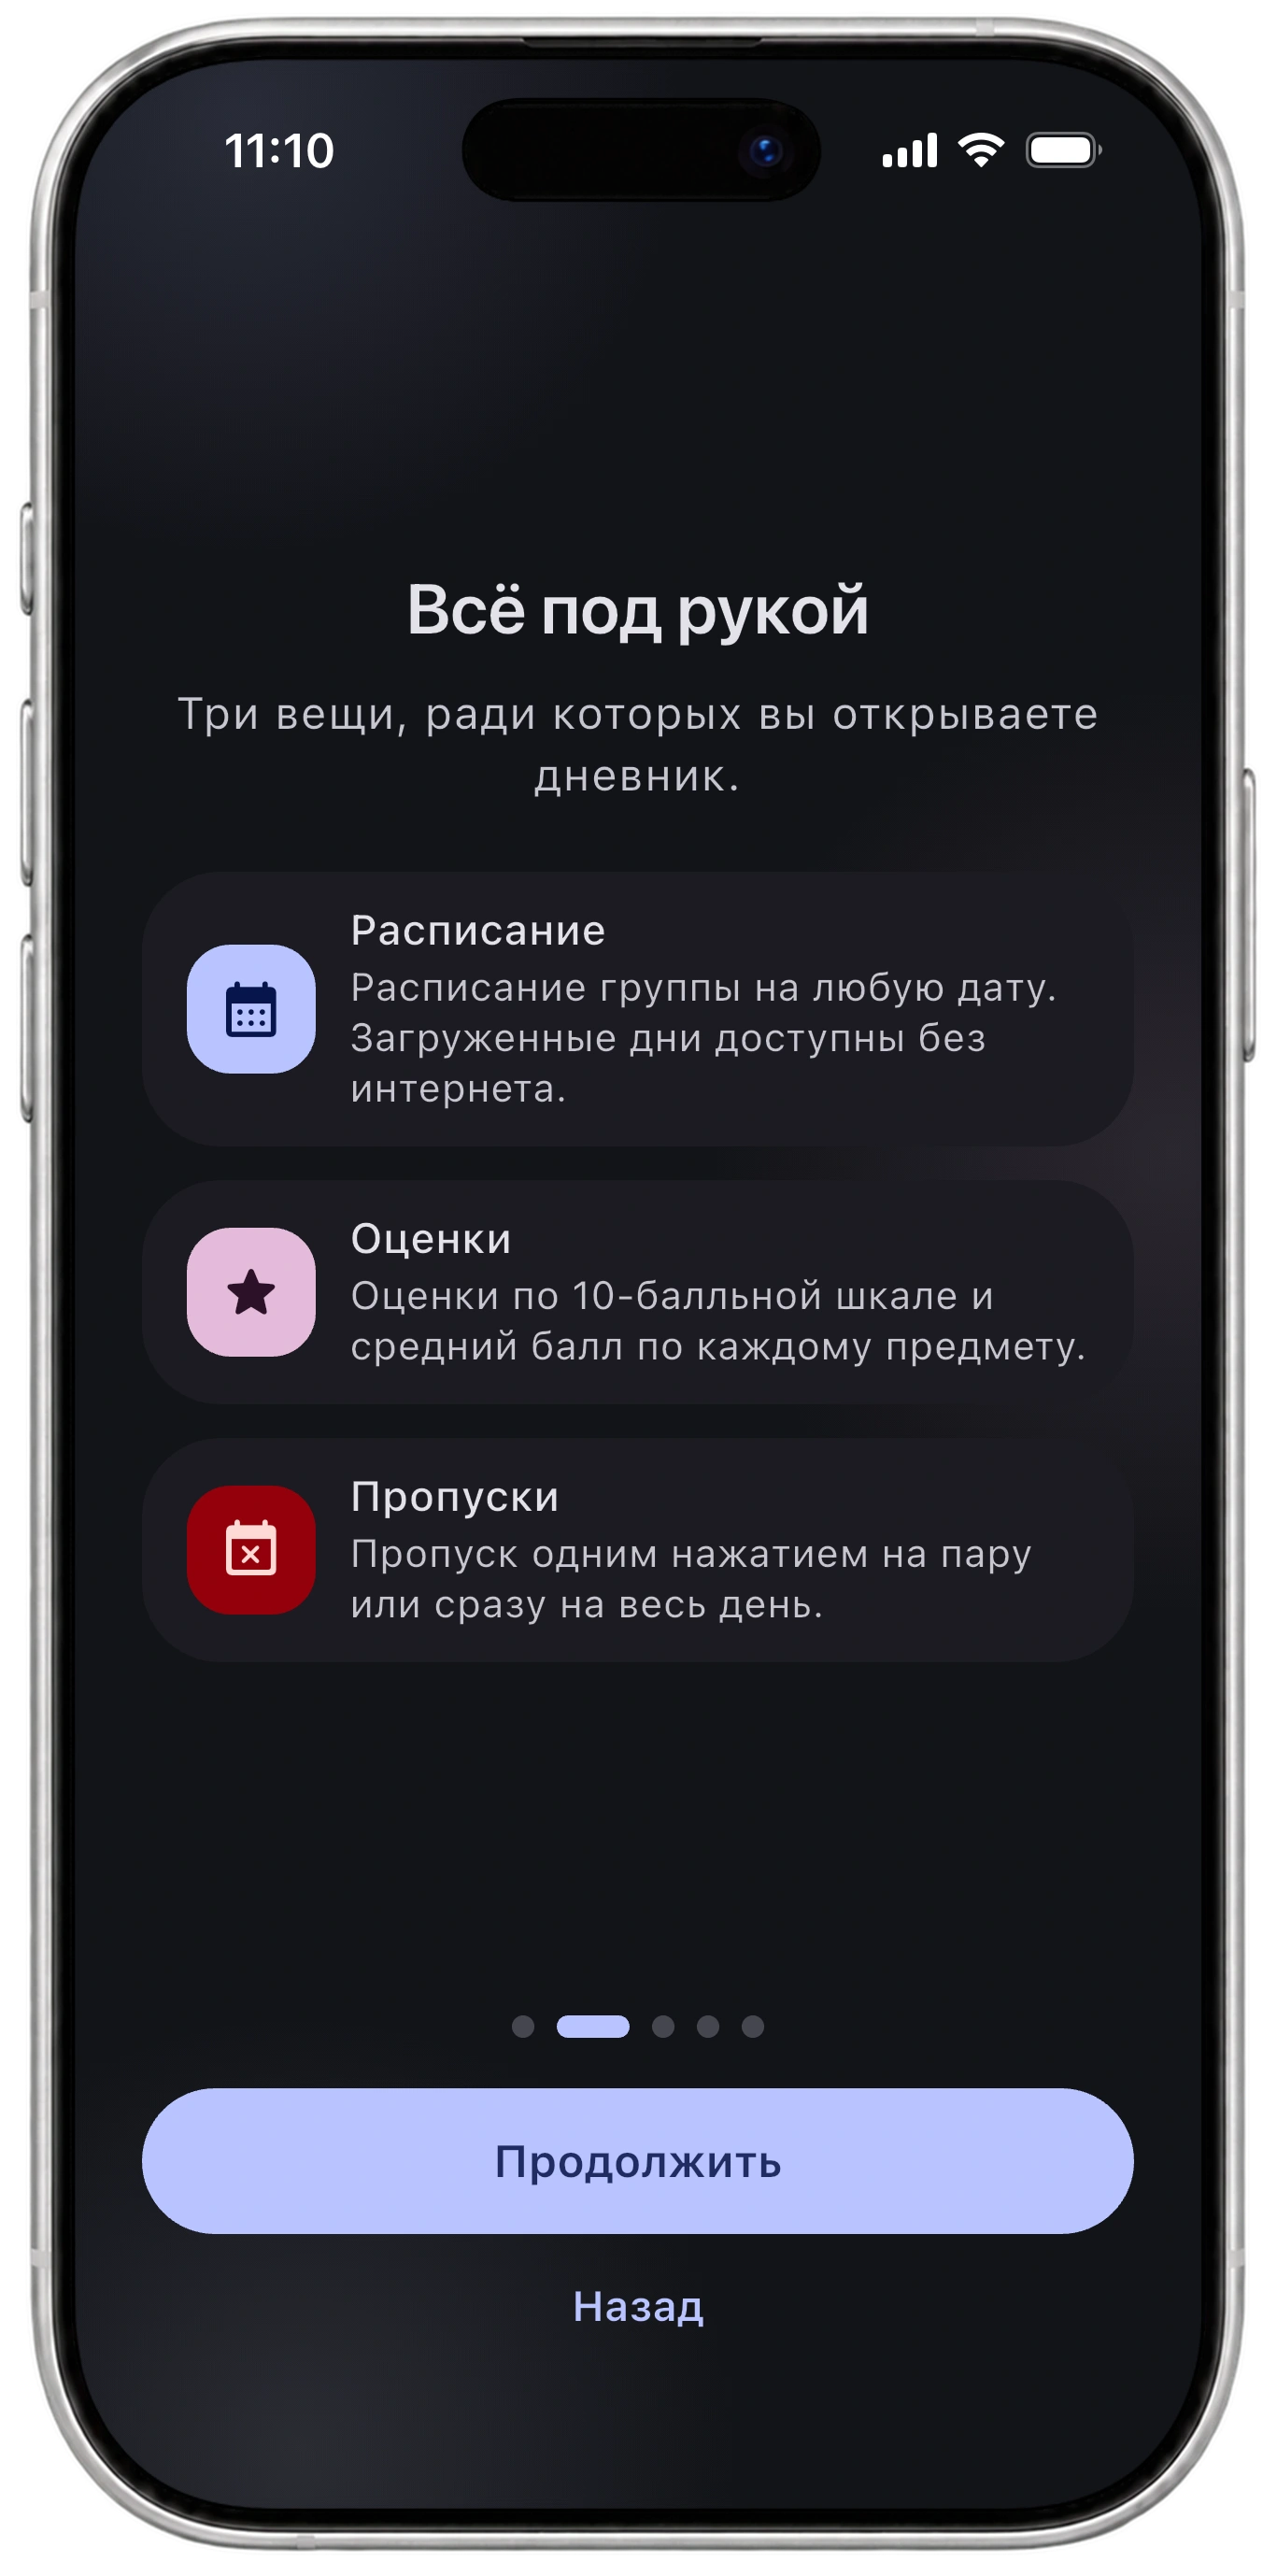 11:10
Всё под рукой
Три вещи, ради которых вы открываете
дневник.
Расписание
Расписание группы на любую дату.
Загруженные дни доступны без
интернета.
Оценки
Оценки по 10-балльной шкале и
средний балл по каждому предмету.
Пропуски
Пропуск одним нажатием на пару
или сразу на весь день.
Продолжить
Назад